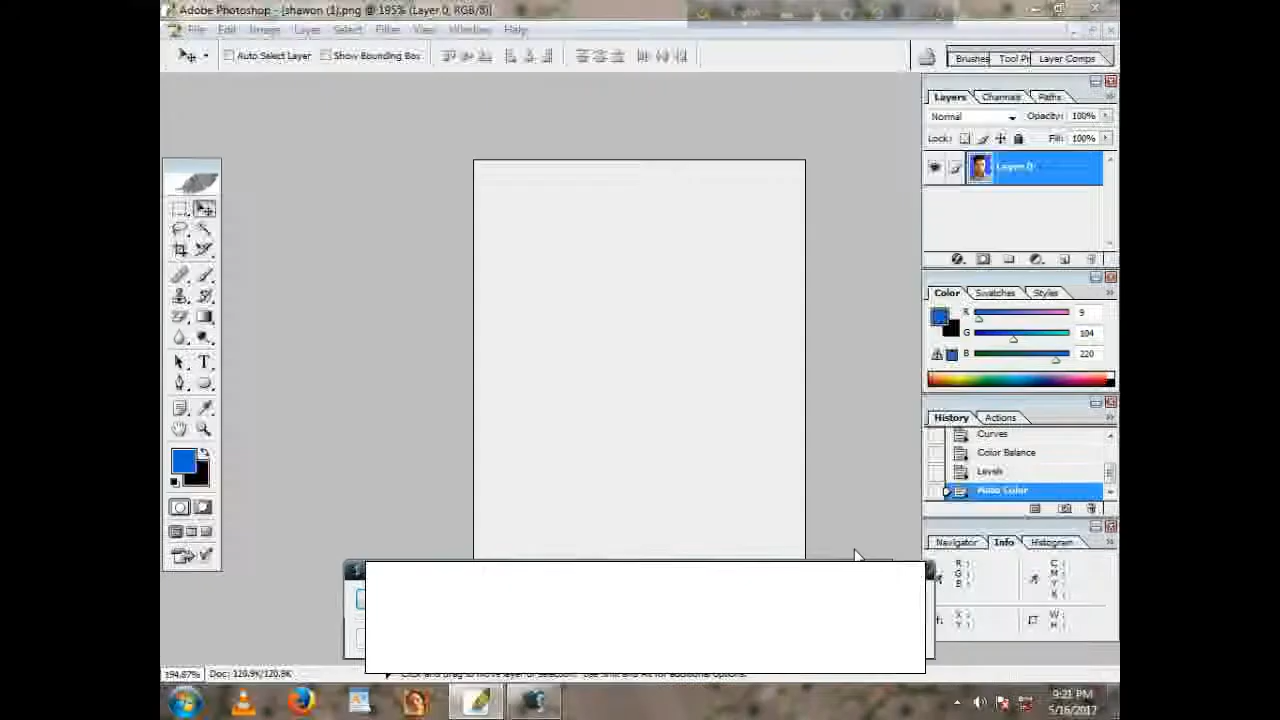 Adobe Photoshop - [shawon (1).png @ 195% (Layer 0, RGB/8)]
File Edit Image Layer Select Filter View Window Help
Auto Select Layer Show Bounding Box
Brushes Tool Pr Layer Comps
Layers Channels Paths
Normal Opacity: 100%
Lock: Fill: 100%
Layer 0
Color Swatches Styles
R 9
G 104
B 220
History Actions
Curves
Color Balance
Levels
Auto Color
Navigator Info Histogram
R : C :
G : M :
B : Y :
K :
X : W :
Y : H :
194.87% Doc: 120.9K/120.9K Click and drag to move layer or selection. Use Shift and Alt for additional options.
9:21 PM
5/16/2017